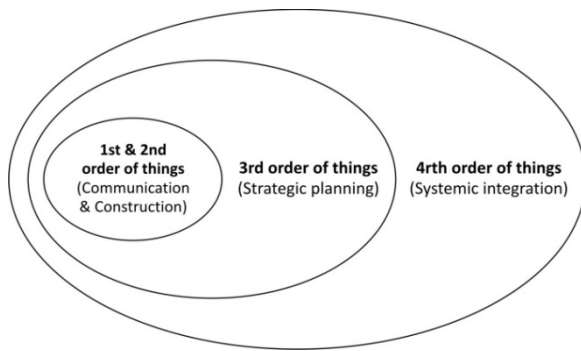 1st & 2nd
order of things
(Communication
& Construction)
3rd order of things
(Strategic planning)
4rth order of things
(Systemic integration)